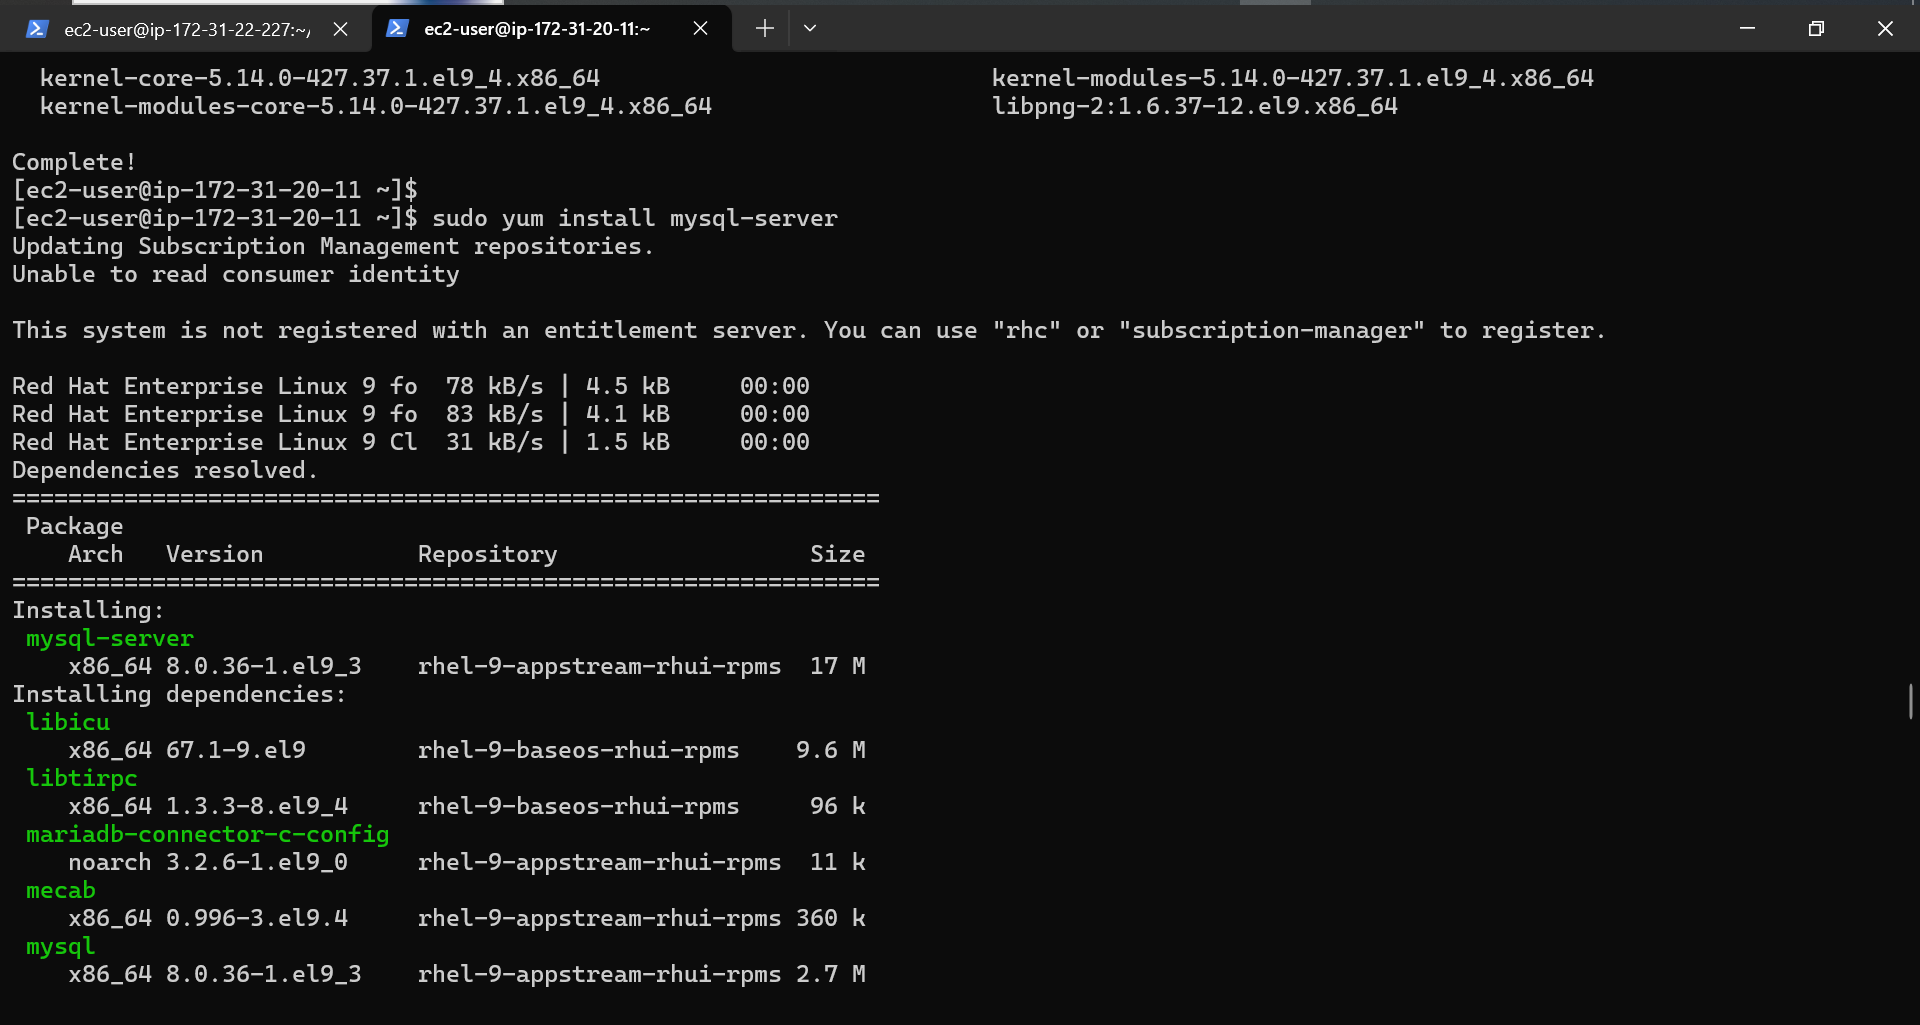 ec2-user@ip-172-31-22-227:~/ ec2-user@ip-172-31-20-11:~
kernel-core-5.14.0-427.37.1.el9_4.x86_64 kernel-modules-5.14.0-427.37.1.el9_4.x86_64
kernel-modules-core-5.14.0-427.37.1.el9_4.x86_64 libpng-2:1.6.37-12.el9.x86_64
Complete!
[ec2-user@ip-172-31-20-11 ~]$
[ec2-user@ip-172-31-20-11 ~]$ sudo yum install mysql-server
Updating Subscription Management repositories.
Unable to read consumer identity
This system is not registered with an entitlement server. You can use "rhc" or "subscription-manager" to register.
Red Hat Enterprise Linux 9 fo  78 kB/s | 4.5 kB     00:00
Red Hat Enterprise Linux 9 fo  83 kB/s | 4.1 kB     00:00
Red Hat Enterprise Linux 9 Cl  31 kB/s | 1.5 kB     00:00
Dependencies resolved.
==============================================================
Package
Arch   Version           Repository                  Size
==============================================================
Installing:
mysql-server
x86_64 8.0.36-1.el9_3    rhel-9-appstream-rhui-rpms  17 M
Installing dependencies:
libicu
x86_64 67.1-9.el9        rhel-9-baseos-rhui-rpms    9.6 M
libtirpc
x86_64 1.3.3-8.el9_4     rhel-9-baseos-rhui-rpms     96 k
mariadb-connector-c-config
noarch 3.2.6-1.el9_0     rhel-9-appstream-rhui-rpms  11 k
mecab
x86_64 0.996-3.el9.4     rhel-9-appstream-rhui-rpms 360 k
mysql
x86_64 8.0.36-1.el9_3    rhel-9-appstream-rhui-rpms 2.7 M